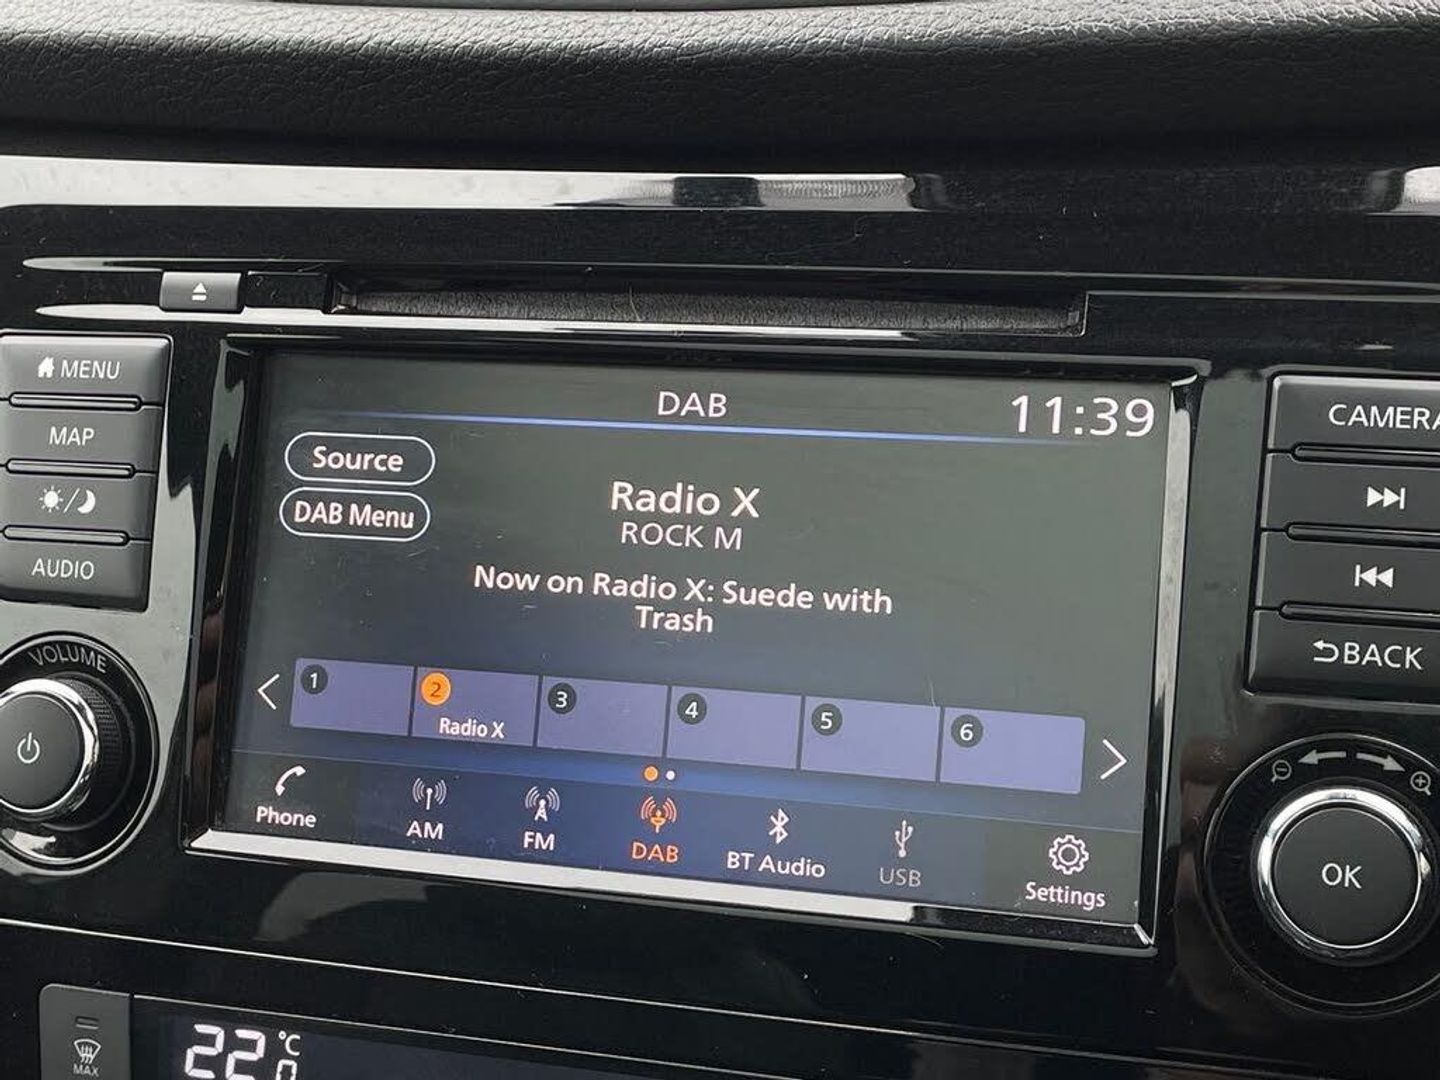 MENU
MAP
AUDIO
VOLUME
DAB
11:39
Source
DAB Menu
Radio X
ROCK M
Now on Radio X: Suede with
Trash
1
2
Radio X
3
4
5
6
Phone
AM
FM
DAB
BT Audio
USB
Settings
CAMERA
BACK
OK
MAX
22 °C